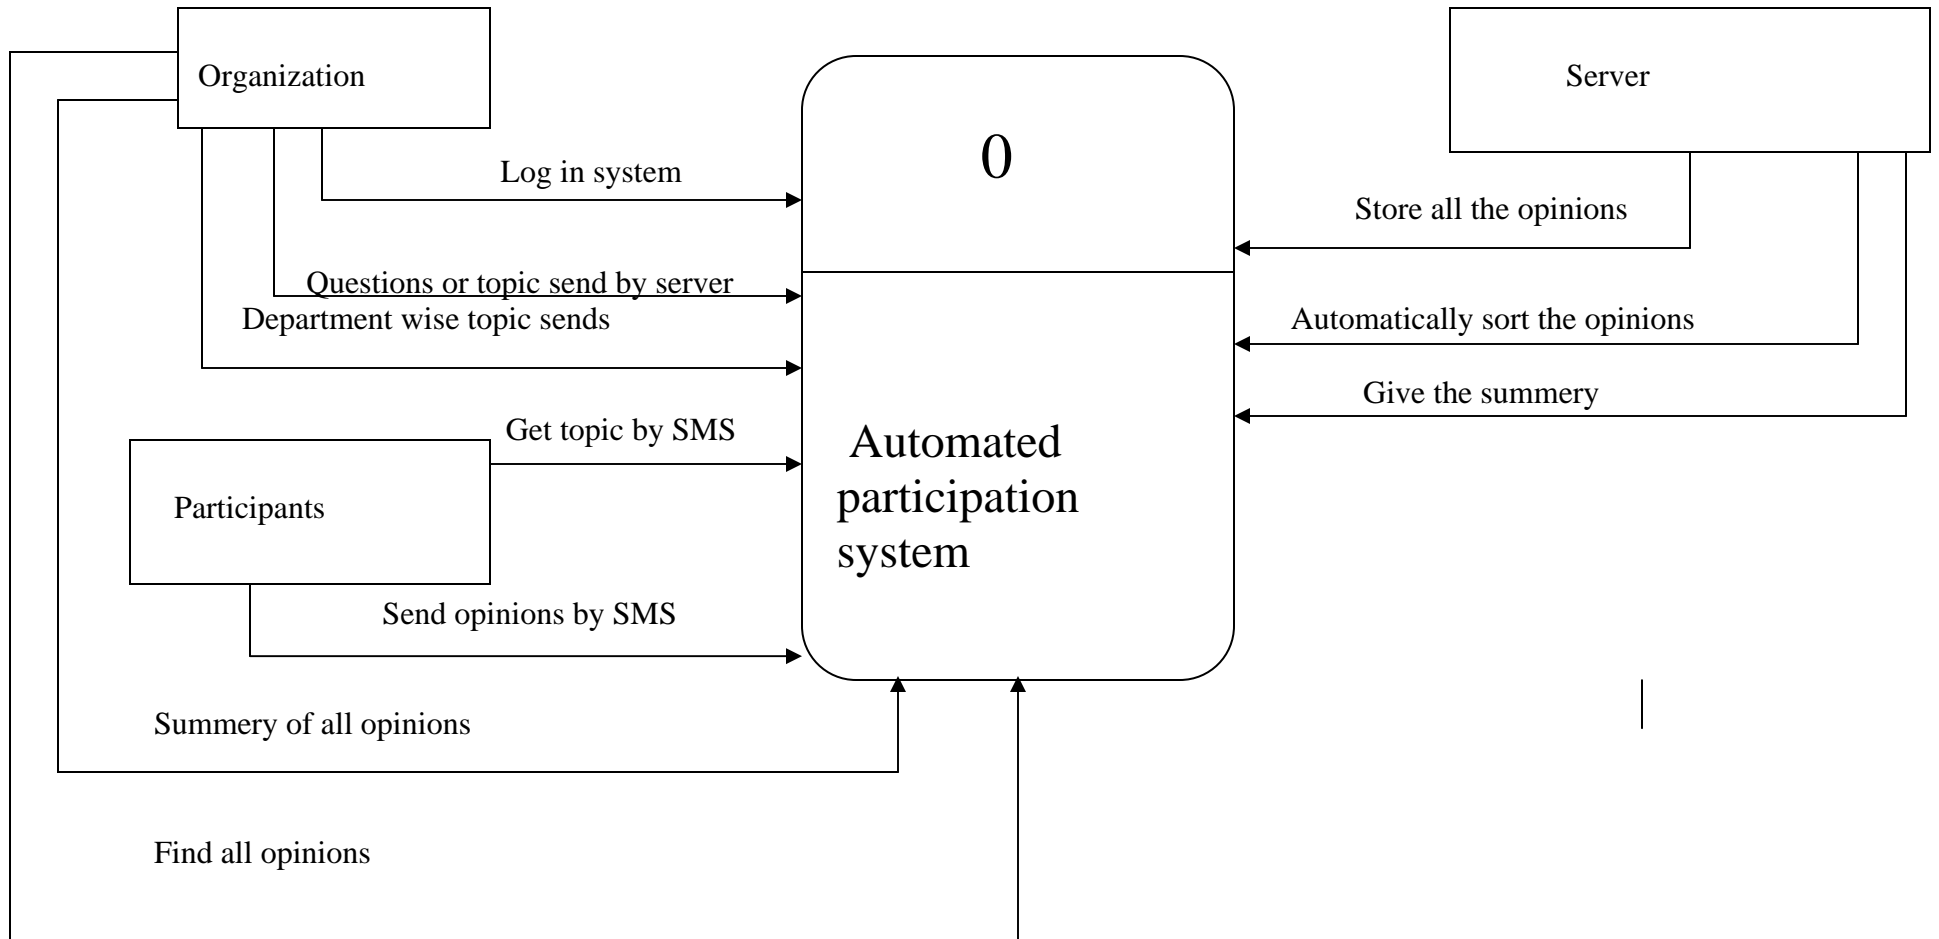 Organization
Server
0
Log in system
Store all the opinions
Questions or topic send by server
Department wise topic sends
Automatically sort the opinions
Give the summery
Get topic by SMS
Automated
participation
system
Participants
Send opinions by SMS
Summery of all opinions
Find all opinions